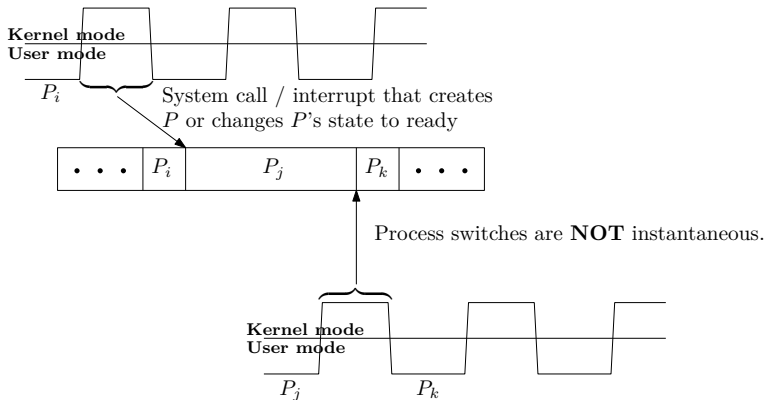 Kernel mode
User mode
P_i
System call / interrupt that creates
P or changes P's state to ready
• • • P_i P_j P_k • • •
Process switches are NOT instantaneous.
Kernel mode
User mode
P_j P_k